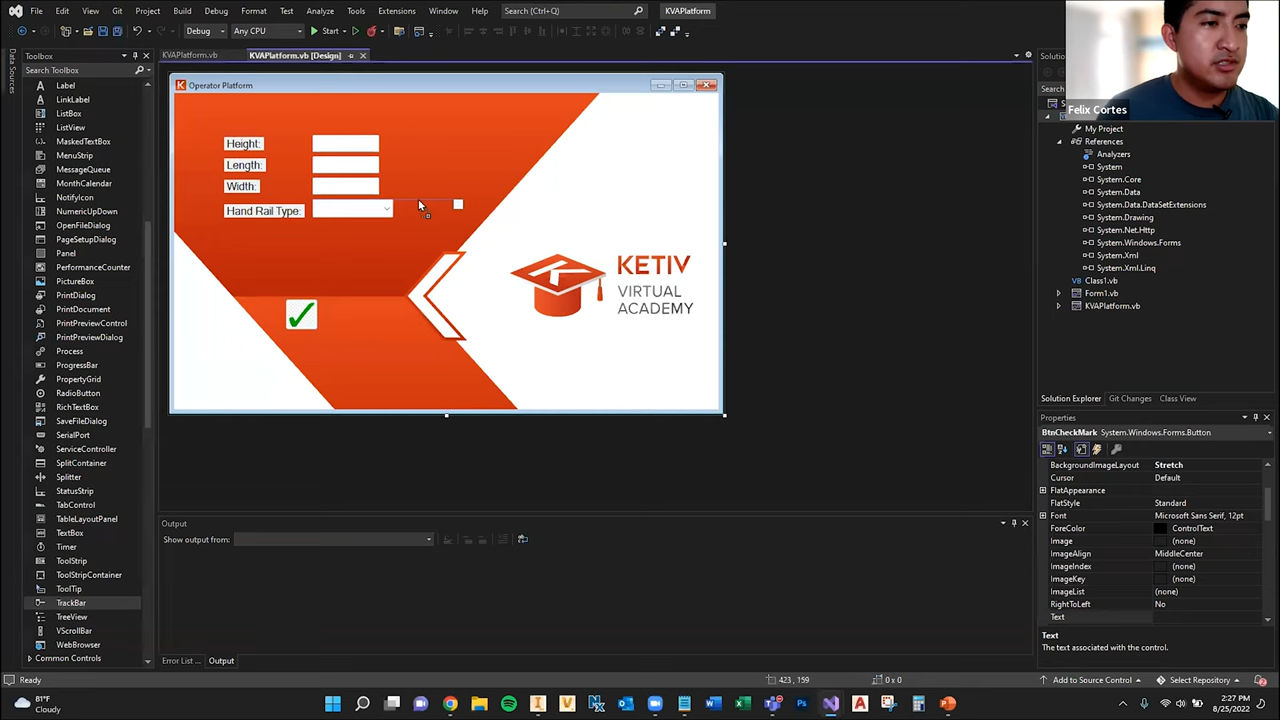 File Edit View Git Project Build Debug Format Test Analyze Tools Extensions Window Help Search (Ctrl+Q) KVAPlatform
Debug Any CPU Start
Toolbox
KVAPlatform.vb KVAPlatform.vb [Design]
Data Sources
Search Toolbox
Label
LinkLabel
ListBox
ListView
MaskedTextBox
MenuStrip
MessageQueue
MonthCalendar
NotifyIcon
NumericUpDown
OpenFileDialog
PageSetupDialog
Panel
PerformanceCounter
PictureBox
PrintDialog
PrintDocument
PrintPreviewControl
PrintPreviewDialog
Process
ProgressBar
PropertyGrid
RadioButton
RichTextBox
SaveFileDialog
SerialPort
ServiceController
SplitContainer
Splitter
StatusStrip
TabControl
TableLayoutPanel
TextBox
Timer
ToolStrip
ToolStripContainer
ToolTip
TrackBar
TreeView
VScrollBar
WebBrowser
Common Controls
Operator Platform
Height:
Length:
Width:
Hand Rail Type:
K
KETIV
VIRTUAL
ACADEMY
Output
Show output from:
Error List ... Output
Felix Cortes
My Project
References
Analyzers
System
System.Core
System.Data
System.Data.DataSetExtensions
System.Drawing
System.Net.Http
System.Windows.Forms
System.Xml
System.Xml.Linq
Class1.vb
Form1.vb
KVAPlatform.vb
Solution Explorer Git Changes Class View
Properties
BtnCheckMark System.Windows.Forms.Button
BackgroundImageLayout Stretch
Cursor Default
FlatAppearance
FlatStyle Standard
Font Microsoft Sans Serif, 12pt
ForeColor ControlText
Image (none)
ImageAlign MiddleCenter
ImageIndex (none)
ImageKey (none)
ImageList (none)
RightToLeft No
Text
Text
The text associated with the control.
Ready 423 , 159 0 x 0 Add to Source Control Select Repository
81°F
Cloudy
2:27 PM
8/25/2022